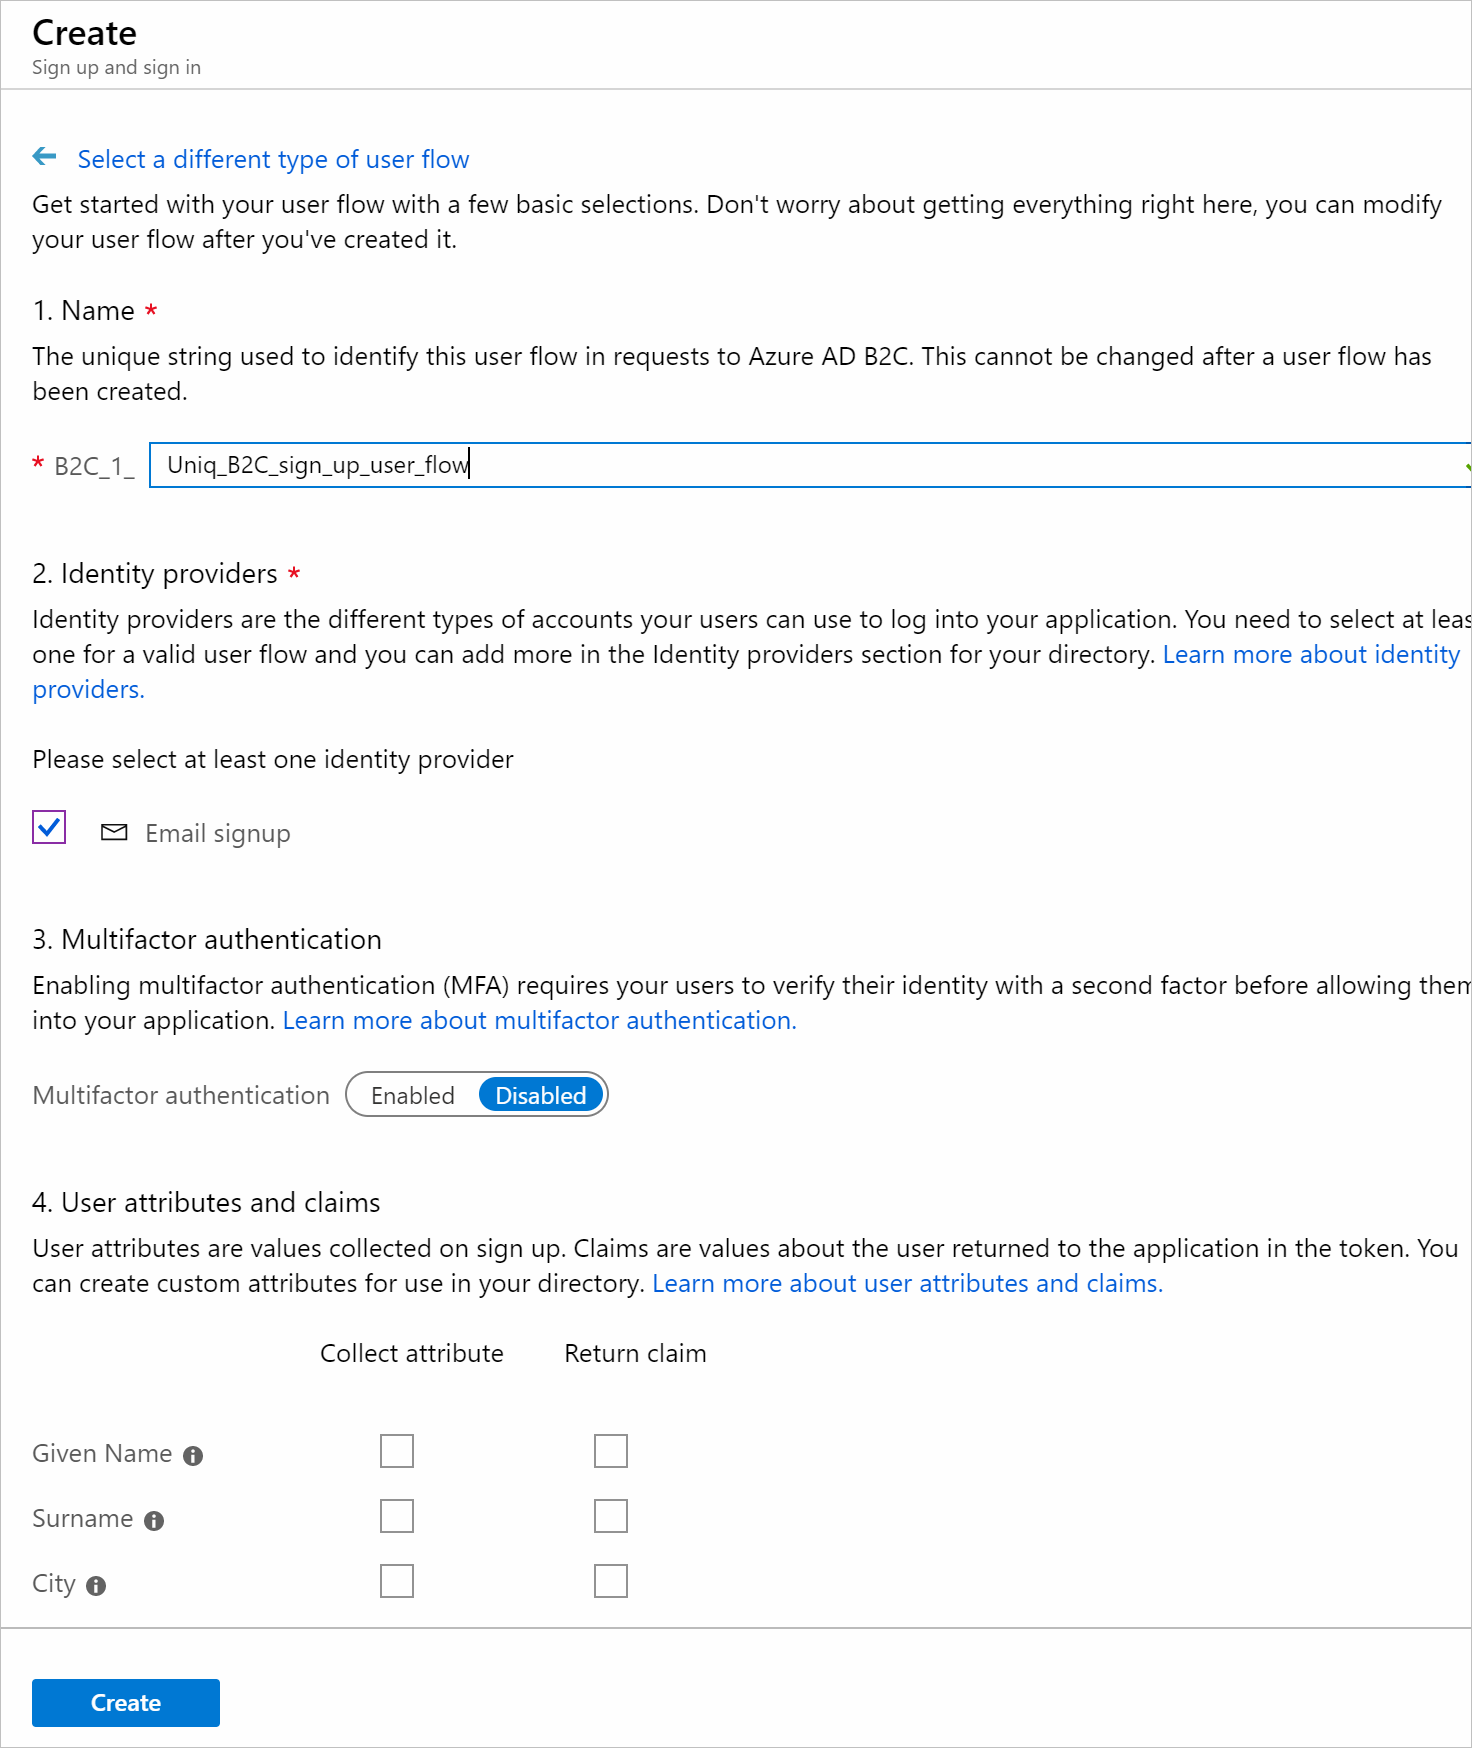 Create
Sign up and sign in
Select a different type of user flow
Get started with your user flow with a few basic selections. Don't worry about getting everything right here, you can modify
your user flow after you've created it.
1. Name *
The unique string used to identify this user flow in requests to Azure AD B2C. This cannot be changed after a user flow has
been created.
* B2C_1_ Uniq_B2C_sign_up_user_flow
2. Identity providers *
Identity providers are the different types of accounts your users can use to log into your application. You need to select at leas
one for a valid user flow and you can add more in the Identity providers section for your directory. Learn more about identity
providers.
Please select at least one identity provider
Email signup
3. Multifactor authentication
Enabling multifactor authentication (MFA) requires your users to verify their identity with a second factor before allowing them
into your application. Learn more about multifactor authentication.
Multifactor authentication Enabled Disabled
4. User attributes and claims
User attributes are values collected on sign up. Claims are values about the user returned to the application in the token. You
can create custom attributes for use in your directory. Learn more about user attributes and claims.
Collect attribute Return claim
Given Name
Surname
City
Create